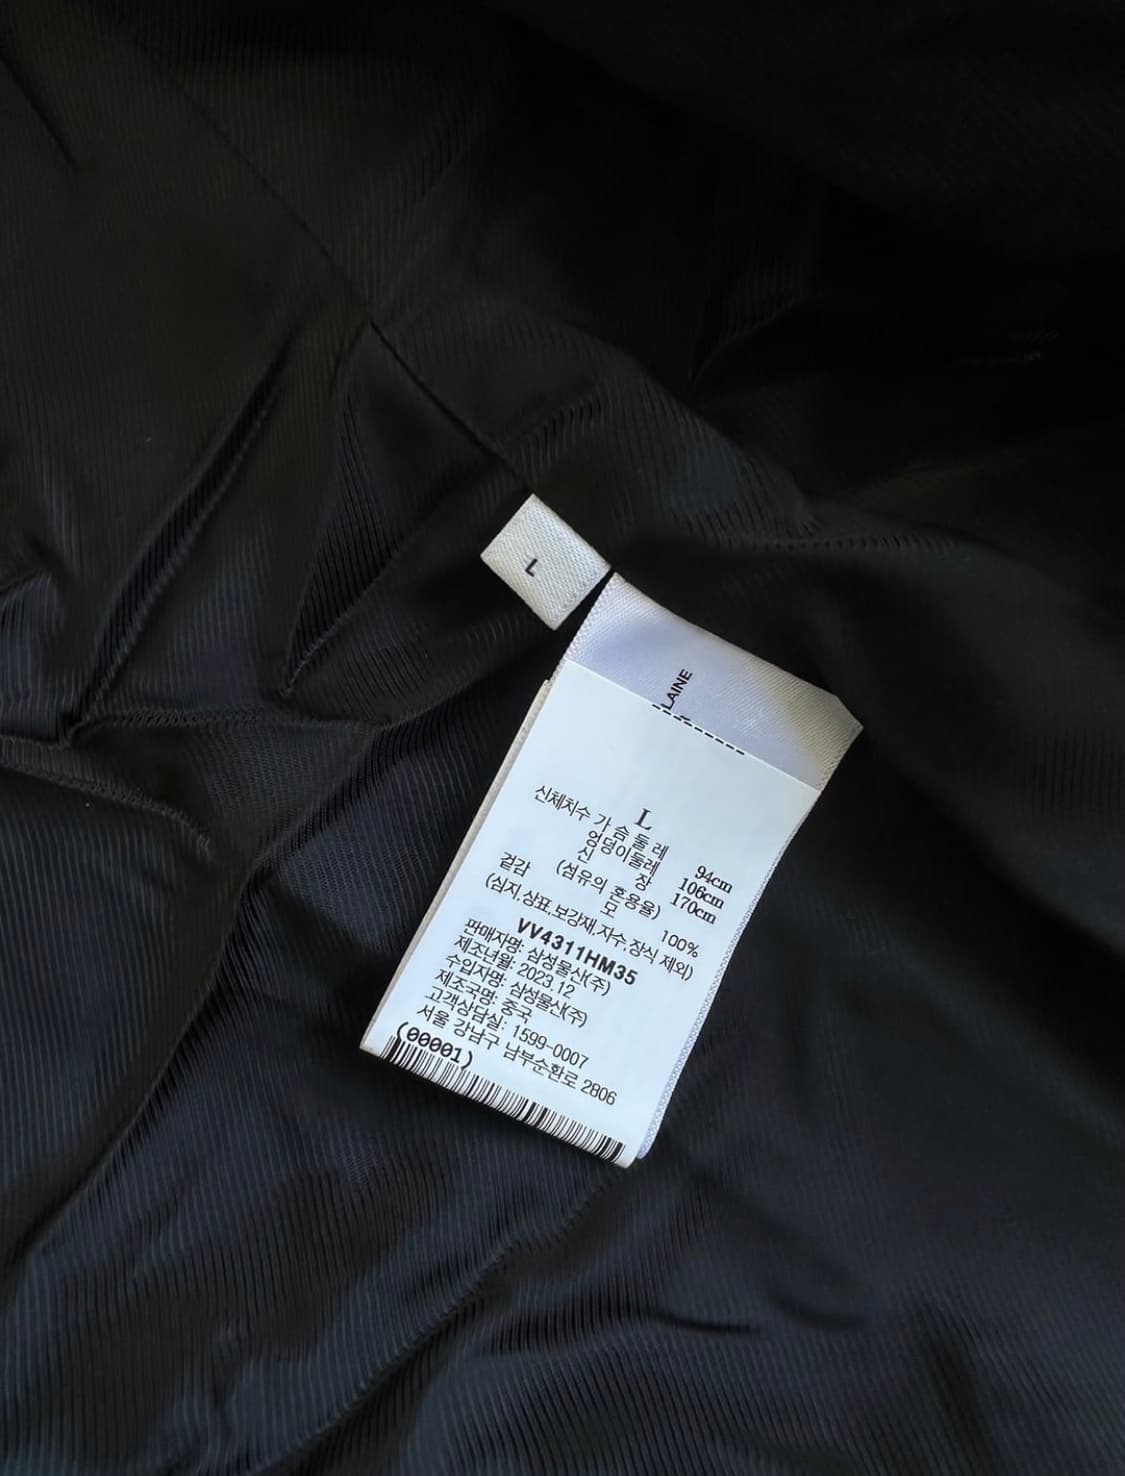 L
LAINE
L
신체치수 가 슴 둘 레 94cm
엉덩이둘레 106cm
신 장 170cm
(섬유의 혼용율)
겉감 모 100%
(심지,상표,보강재,자수,장식 제외)
VV4311HM35
판매자명: 삼성물산(주)
제조년월: 2023.12
수입자명: 삼성물산(주)
제조국명: 중국
고객상담실: 1599-0007
서울 강남구 남부순환로 2806
(00001)